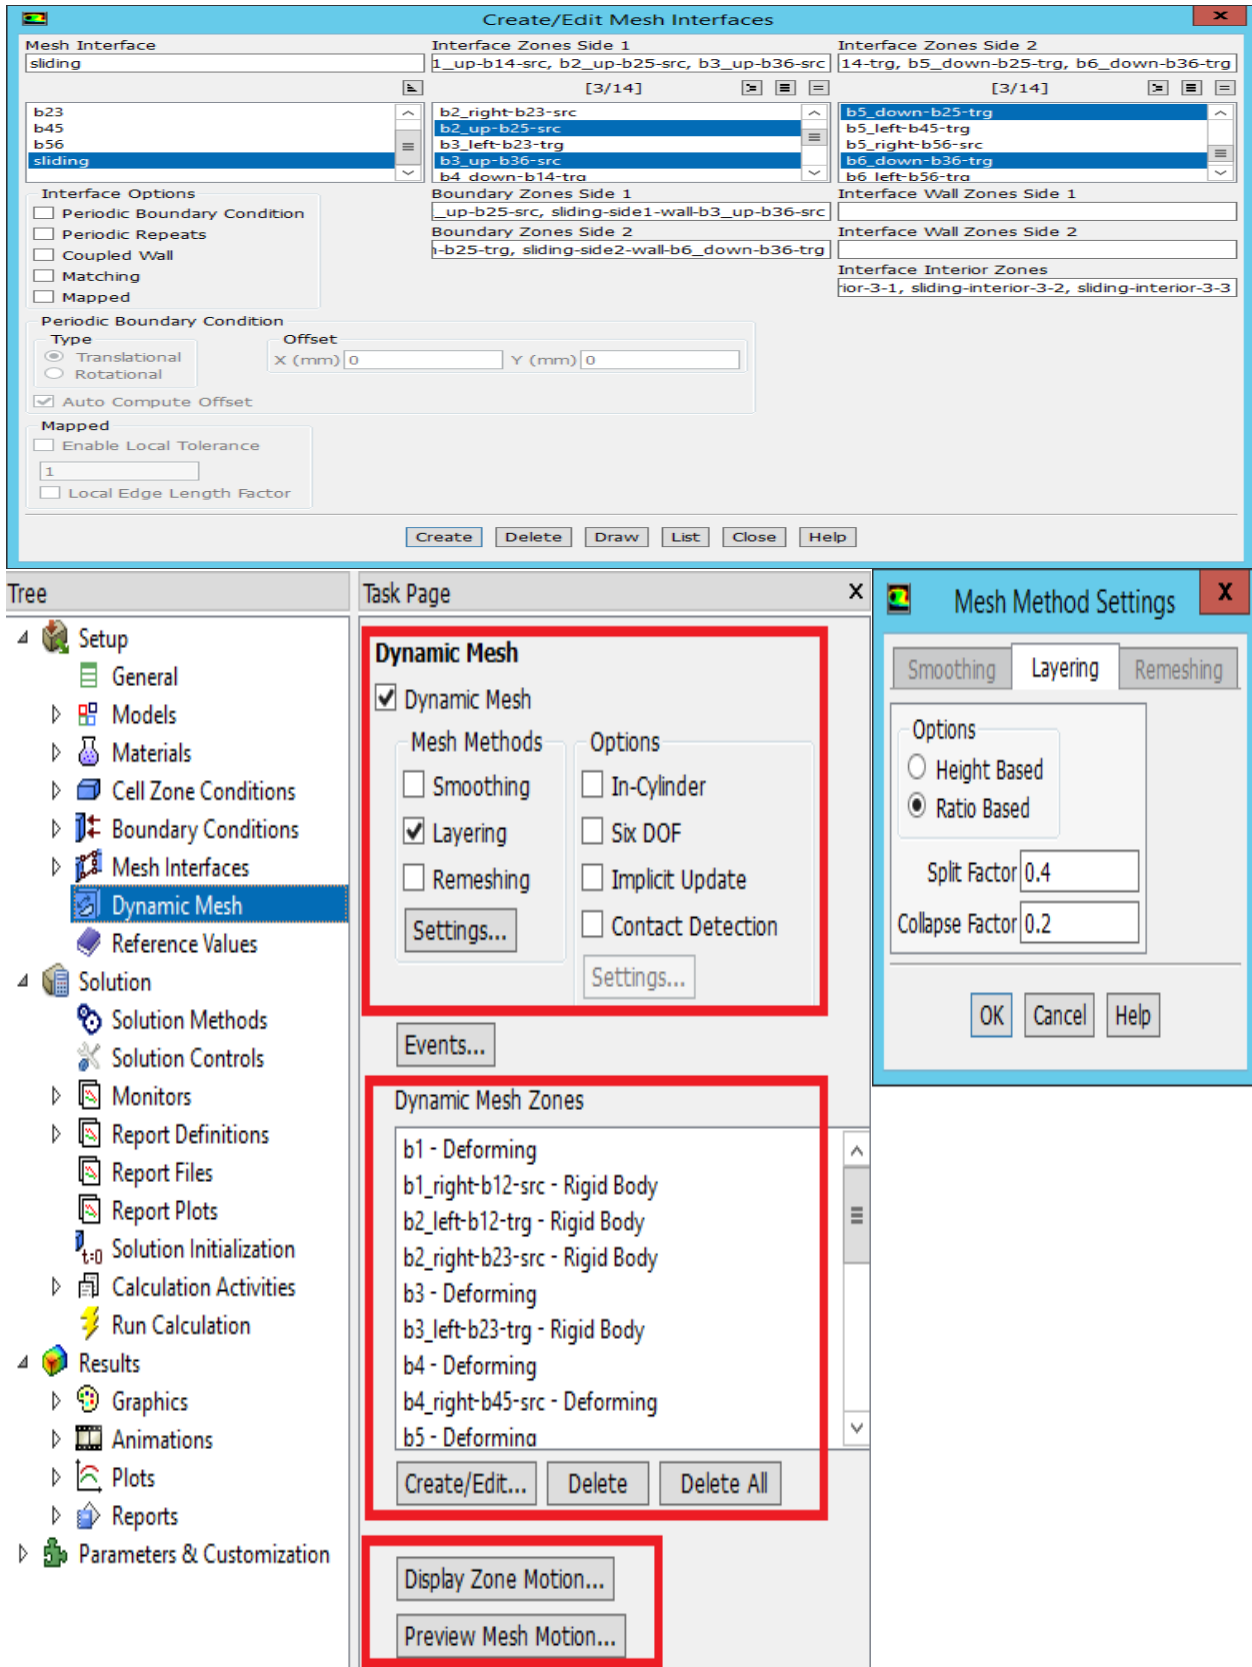 Create/Edit Mesh Interfaces
Mesh Interface
sliding
Interface Zones Side 1
1_up-b14-src, b2_up-b25-src, b3_up-b36-src
Interface Zones Side 2
14-trg, b5_down-b25-trg, b6_down-b36-trg
[3/14]
[3/14]
b23
b45
b56
sliding
b2_right-b23-src
b2_up-b25-src
b3_left-b23-trg
b3_up-b36-src
b4_down-b14-trg
b5_down-b25-trg
b5_left-b45-trg
b5_right-b56-src
b6_down-b36-trg
b6_left-b56-trg
Interface Options
Periodic Boundary Condition
Periodic Repeats
Coupled Wall
Matching
Mapped
Boundary Zones Side 1
_up-b25-src, sliding-side1-wall-b3_up-b36-src
Boundary Zones Side 2
-b25-trg, sliding-side2-wall-b6_down-b36-trg
Interface Wall Zones Side 1
Interface Wall Zones Side 2
Interface Interior Zones
rior-3-1, sliding-interior-3-2, sliding-interior-3-3
Periodic Boundary Condition
Type
Translational
Rotational
Offset
X (mm) 0
Y (mm) 0
Auto Compute Offset
Mapped
Enable Local Tolerance
1
Local Edge Length Factor
Create Delete Draw List Close Help
Tree
Setup
General
Models
Materials
Cell Zone Conditions
Boundary Conditions
Mesh Interfaces
Dynamic Mesh
Reference Values
Solution
Solution Methods
Solution Controls
Monitors
Report Definitions
Report Files
Report Plots
t=0 Solution Initialization
Calculation Activities
Run Calculation
Results
Graphics
Animations
Plots
Reports
Parameters & Customization
Task Page X
Dynamic Mesh
Dynamic Mesh
Mesh Methods
Smoothing
Layering
Remeshing
Settings...
Options
In-Cylinder
Six DOF
Implicit Update
Contact Detection
Settings...
Events...
Dynamic Mesh Zones
b1 - Deforming
b1_right-b12-src - Rigid Body
b2_left-b12-trg - Rigid Body
b2_right-b23-src - Rigid Body
b3 - Deforming
b3_left-b23-trg - Rigid Body
b4 - Deforming
b4_right-b45-src - Deforming
b5 - Deforming
Create/Edit... Delete Delete All
Display Zone Motion...
Preview Mesh Motion...
Mesh Method Settings
Smoothing Layering Remeshing
Options
Height Based
Ratio Based
Split Factor 0.4
Collapse Factor 0.2
OK Cancel Help